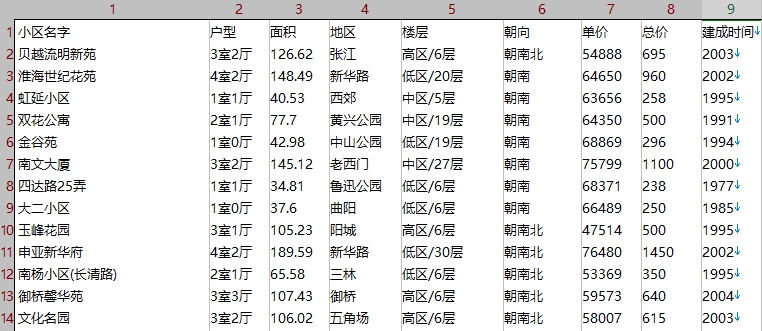 1 2 3 4 5 6 7 8 9
1 小区名字 户型 面积 地区 楼层 朝向 单价 总价 建成时间↓
2 贝越流明新苑 3室2厅 126.62 张江 高区/6层 朝南北 54888 695 2003↓
3 淮海世纪花苑 4室2厅 148.49 新华路 低区/20层 朝南 64650 960 2002↓
4 虹延小区 1室1厅 40.53 西郊 中区/5层 朝南 63656 258 1995↓
5 双花公寓 2室1厅 77.7 黄兴公园 中区/19层 朝南 64350 500 1991↓
6 金谷苑 1室0厅 42.98 中山公园 低区/19层 朝南 68869 296 1994↓
7 南文大厦 3室2厅 145.12 老西门 中区/27层 朝南 75799 1100 2000↓
8 四达路25弄 1室1厅 34.81 鲁迅公园 低区/6层 朝南 68371 238 1977↓
9 大二小区 1室0厅 37.6 曲阳 低区/6层 朝南 66489 250 1985↓
10 玉峰花园 3室1厅 105.23 阳城 高区/6层 朝南北 47514 500 1995↓
11 申亚新华府 4室2厅 189.59 新华路 低区/30层 朝南北 76480 1450 2002↓
12 南杨小区(长清路) 2室1厅 65.58 三林 低区/6层 朝南北 53369 350 1995↓
13 御桥馨华苑 3室3厅 107.43 御桥 高区/6层 朝南北 59573 640 2004↓
14 文化名园 3室2厅 106.02 五角场 高区/6层 朝南北 58007 615 2003↓